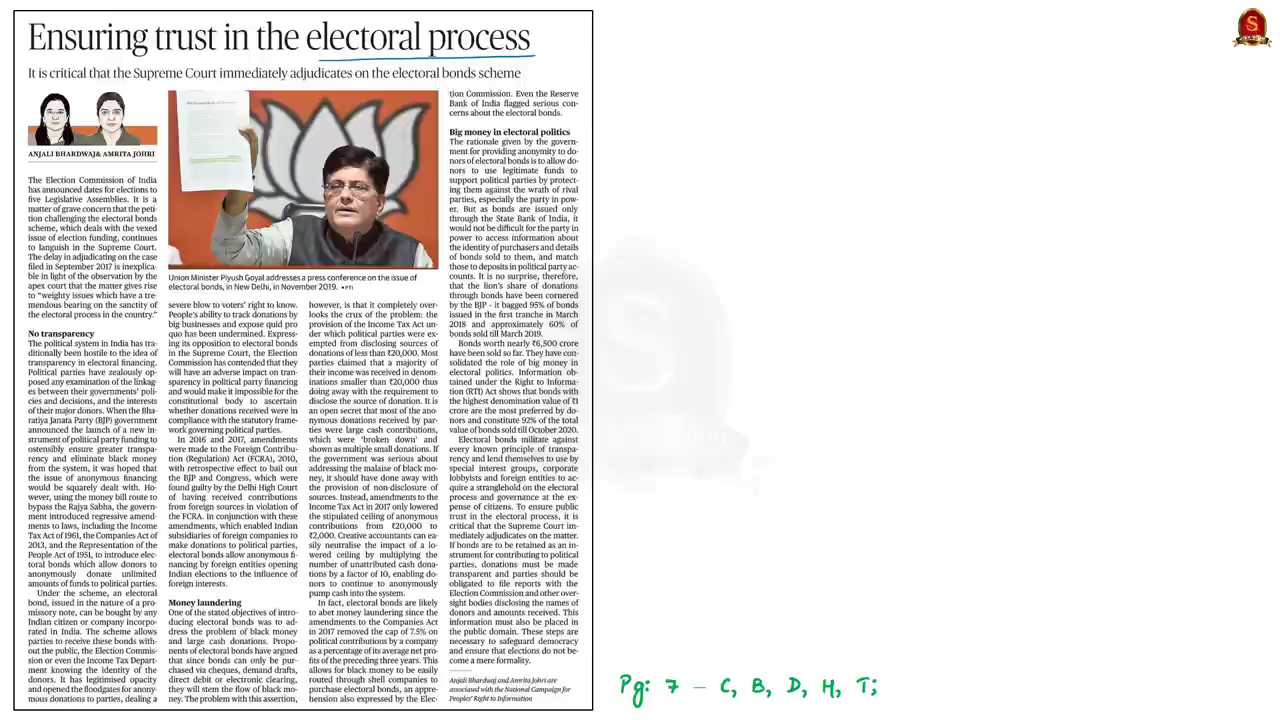 Ensuring trust in the electoral process
It is critical that the Supreme Court immediately adjudicates on the electoral bonds scheme
ANJALI BHARDWAJ& AMRITA JOHRI
The Election Commission of India
has announced dates for elections to
five Legislative Assemblies. It is a
matter of grave concern that the peti
tion challenging the electoral bonds
scheme, which deals with the vexed
issue of election funding, continues
to languish in the Supreme Court.
The delay in adjudicating on the case
filed in September 2017 is inexplica-
ble in light of the observation by the
apex court that the matter gives rise
to "weighty issues which have a tre-
mendous bearing on the sanctity of
the electoral process in the country."
No transparency
The political system in India has tra-
ditionally been hostile to the idea of
transparency in electoral financing.
Political parties have zealously op-
posed any examination of the linkag-
es between their governments' poli-
cies and decisions, and the interests
of their major donors. When the Bha-
ratiya Janata Party (BJP) government
announced the launch of a new in-
strument of political party funding to
ostensibly ensure greater transpa-
rency and eliminate black money
from the system, it was hoped that
the issue of anonymous financing
would be squarely dealt with. Ho-
wever, using the money bill route to
bypass the Rajya Sabha, the govern-
ment introduced regressive amend-
ments to laws, including the Income
Tax Act of 1961, the Companies Act of
2013, and the Representation of the
People Act of 1951, to introduce elec-
toral bonds which allow donors to
anonymously donate unlimited
amounts of funds to political parties.
Under the scheme, an electoral
bond, issued in the nature of a pro-
missory note, can be bought by any
Indian citizen or company incorpo-
rated in India. The scheme allows
parties to receive these bonds with-
out the public, the Election Commis-
sion or even the Income Tax Depart-
ment knowing the identity of the
donors. It has legitimised opacity
and opened the floodgates for anony-
mous donations to parties, dealing a
Union Minister Piyush Goyal addresses a press conference on the issue of
electoral bonds, in New Delhi, in November 2019. • PTI
severe blow to voters' right to know.
People's ability to track donations by
big businesses and expose quid pro
quo has been undermined. Express-
ing its opposition to electoral bonds
in the Supreme Court, the Election
Commission has contended that they
will have an adverse impact on tran-
sparency in political party financing
and would make it impossible for the
constitutional body to ascertain
whether donations received were in
compliance with the statutory frame-
work governing political parties.
In 2016 and 2017, amendments
were made to the Foreign Contribu-
tion (Regulation) Act (FCRA), 2010,
with retrospective effect to bail out
the BJP and Congress, which were
found guilty by the Delhi High Court
of having received contributions
from foreign sources in violation of
the FCRA. In conjunction with these
amendments, which enabled Indian
subsidiaries of foreign companies to
make donations to political parties,
electoral bonds allow anonymous fi-
nancing by foreign entities opening
Indian elections to the influence of
foreign interests.
Money laundering
One of the stated objectives of intro-
ducing electoral bonds was to ad-
dress the problem of black money
and large cash donations. Propo-
nents of electoral bonds have argued
that since bonds can only be pur-
chased via cheques, demand drafts,
direct debit or electronic clearing,
they will stem the flow of black mo-
ney. The problem with this assertion,
however, is that it completely over-
looks the crux of the problem: the
provision of the Income Tax Act un-
der which political parties were ex-
empted from disclosing sources of
donations of less than ₹20,000. Most
parties claimed that a majority of
their income was received in denom-
inations smaller than ₹20,000 thus
doing away with the requirement to
disclose the source of donation. It is
an open secret that most of the ano-
nymous donations received by par-
ties were large cash contributions,
which were 'broken down' and
shown as multiple small donations. If
the government was serious about
addressing the malaise of black mo-
ney, it should have done away with
the provision of non-disclosure of
sources. Instead, amendments to the
Income Tax Act in 2017 only lowered
the stipulated ceiling of anonymous
contributions from ₹20,000 to
₹2,000. Creative accountants can ea-
sily neutralise the impact of a lo-
wered ceiling by multiplying the
number of unattributed cash dona-
tions by a factor of 10, enabling do-
nors to continue to anonymously
pump cash into the system.
In fact, electoral bonds are likely
to abet money laundering since the
amendments to the Companies Act
in 2017 removed the cap of 7.5% on
political contributions by a company
as a percentage of its average net pro-
fits of the preceding three years. This
allows for black money to be easily
routed through shell companies to
purchase electoral bonds, an appre-
hension also expressed by the Elec-
tion Commission. Even the Reserve
Bank of India flagged serious con-
cerns about the electoral bonds.
Big money in electoral politics
The rationale given by the govern-
ment for providing anonymity to do-
nors of electoral bonds is to allow do-
nors to use legitimate funds to
support political parties by protect-
ing them against the wrath of rival
parties, especially the party in pow-
er. But as bonds are issued only
through the State Bank of India, it
would not be difficult for the party in
power to access information about
the identity of purchasers and details
of bonds sold to them, and match
those to deposits in political party ac-
counts. It is no surprise, therefore,
that the lion's share of donations
through bonds have been cornered
by the BJP - it bagged 95% of bonds
issued in the first tranche in March
2018 and approximately 60% of
bonds sold till March 2019.
Bonds worth nearly ₹6,500 crore
have been sold so far. They have con-
solidated the role of big money in
electoral politics. Information ob-
tained under the Right to Informa-
tion (RTI) Act shows that bonds with
the highest denomination value of ₹1
crore are the most preferred by do-
nors and constitute 92% of the total
value of bonds sold till October 2020.
Electoral bonds militate against
every known principle of transpa-
rency and lend themselves to use by
special interest groups, corporate
lobbyists and foreign entities to ac-
quire a stranglehold on the electoral
process and governance at the ex-
pense of citizens. To ensure public
trust in the electoral process, it is
critical that the Supreme Court im-
mediately adjudicates on the matter.
If bonds are to be retained as an in-
strument for contributing to political
parties, donations must be made
transparent and parties should be
obligated to file reports with the
Election Commission and other over-
sight bodies disclosing the names of
donors and amounts received. This
information must also be placed in
the public domain. These steps are
necessary to safeguard democracy
and ensure that elections do not be-
come a mere formality.
Anjali Bhardwaj and Amrita Johri are
associated with the National Campaign for
Peoples' Right to Information
Pg: 7 – C, B, D, H, T;